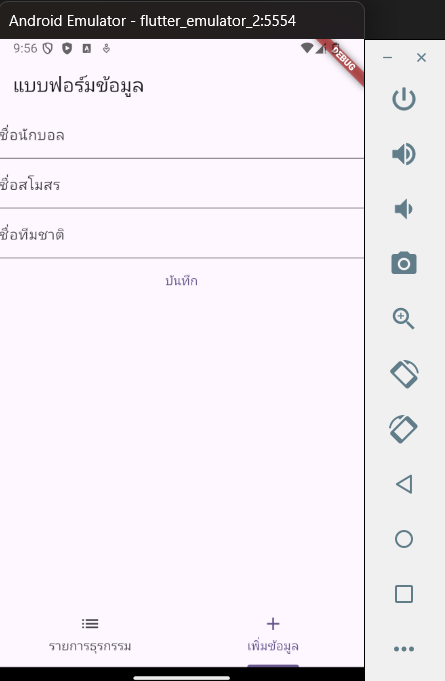 Android Emulator - flutter_emulator_2:5554
9:56
DEBUG
แบบฟอร์มข้อมูล
ชื่อนักบอล
ชื่อสโมสร
ชื่อทีมชาติ
บันทึก
รายการธุรกรรม
เพิ่มข้อมูล